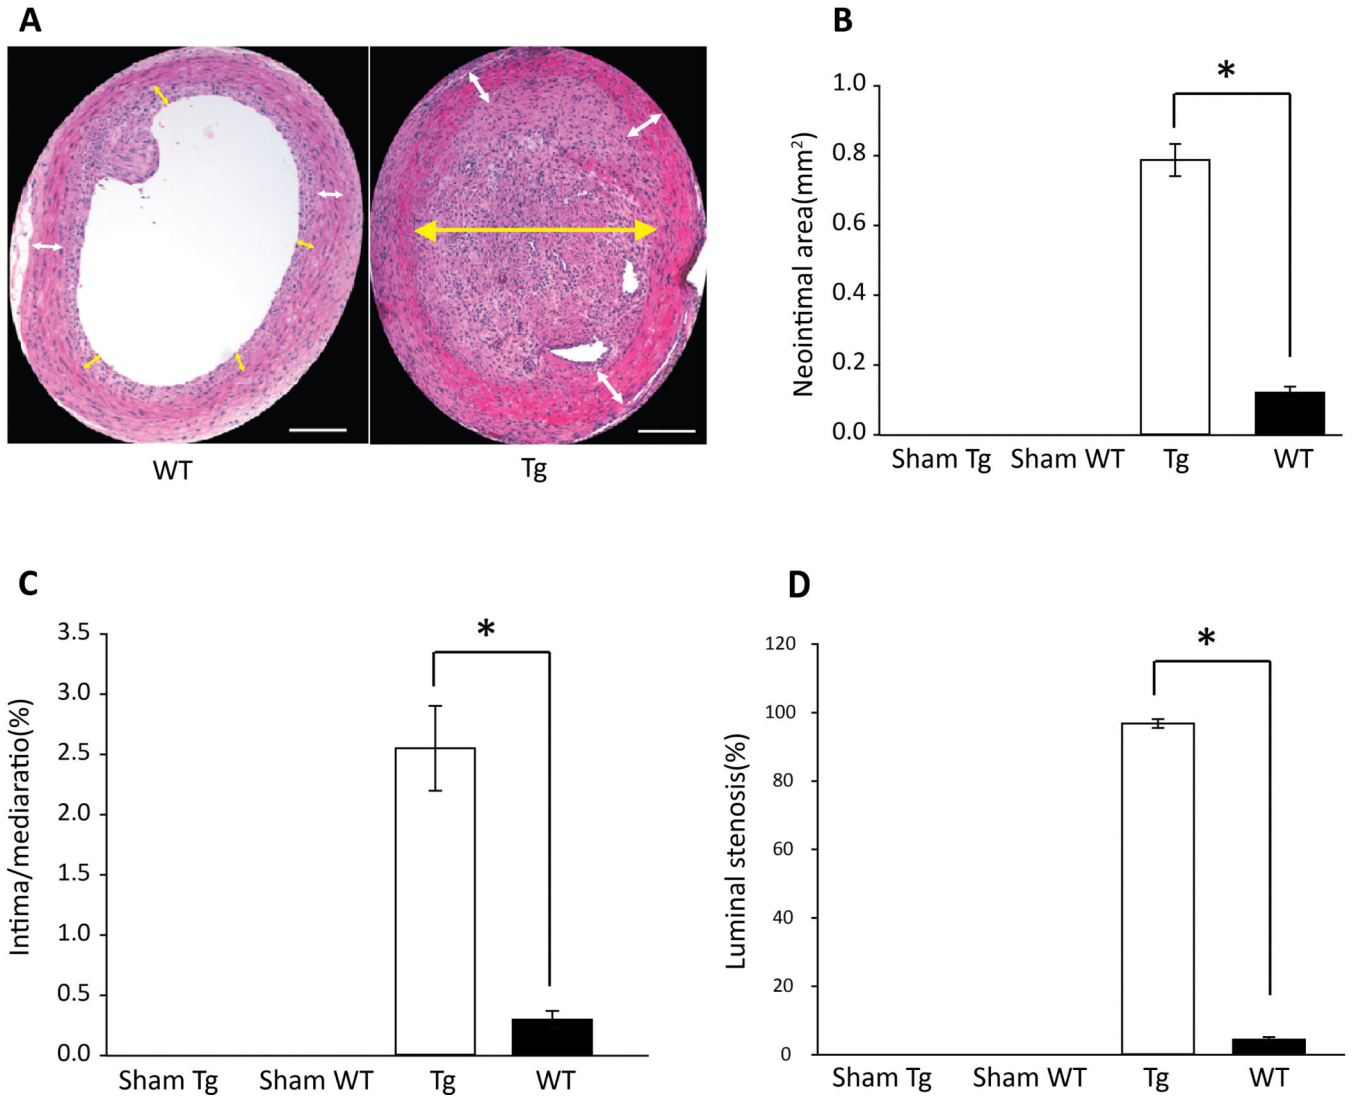 A
WT
Tg
B
*
Neointimal area(mm²)
1.0
0.8
0.6
0.4
0.2
0.0
Sham Tg Sham WT Tg WT
C
*
Intima/mediaratio(%)
3.5
3.0
2.5
2.0
1.5
1.0
0.5
0.0
Sham Tg Sham WT Tg WT
D
*
Luminal stenosis(%)
120
100
80
60
40
20
0
Sham Tg Sham WT Tg WT